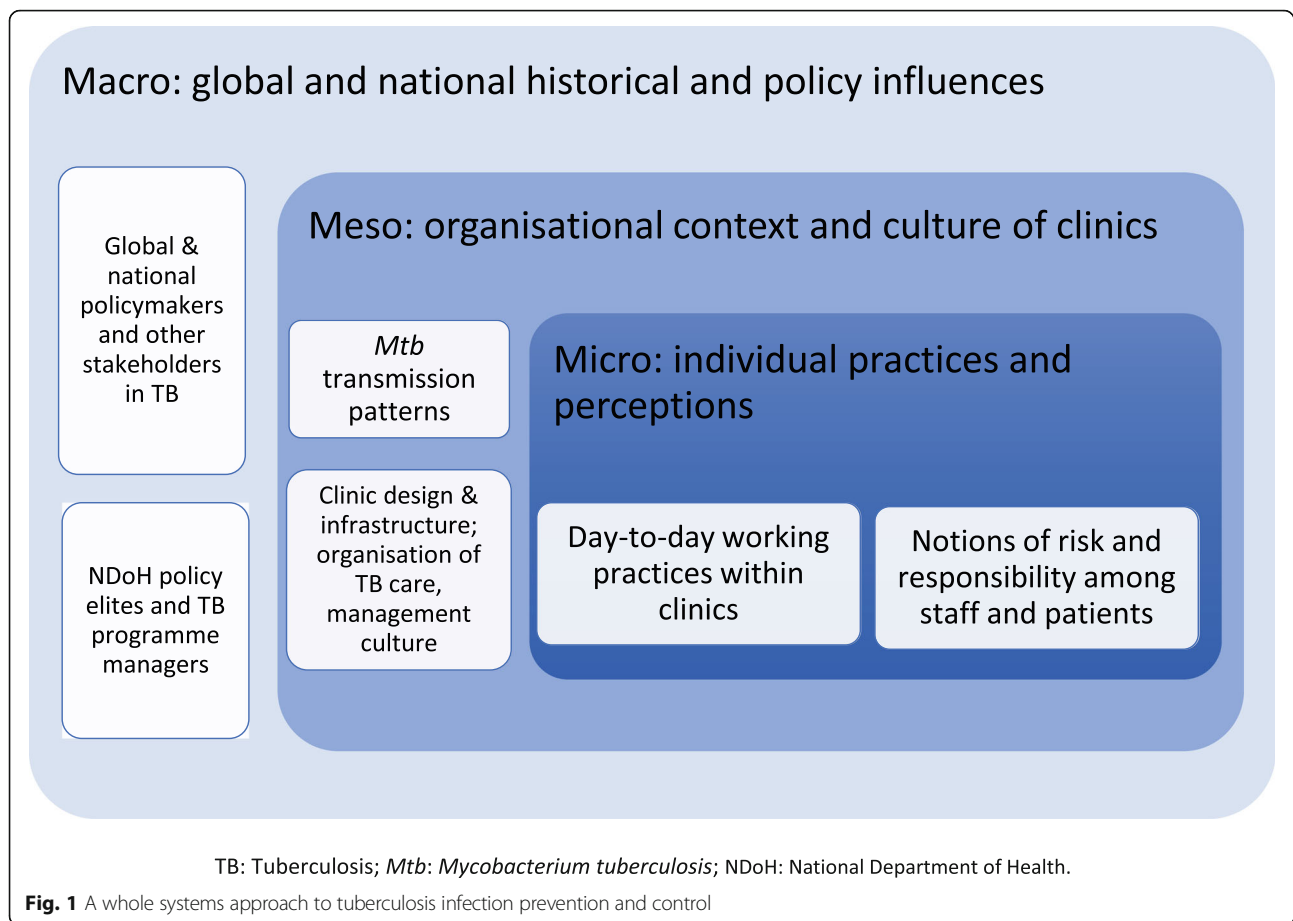 Macro: global and national historical and policy influences
Global &
national
policymakers
and other
stakeholders
in TB
NDoH policy
elites and TB
programme
managers
Meso: organisational context and culture of clinics
Mtb
transmission
patterns
Clinic design &
infrastructure;
organisation of
TB care,
management
culture
Micro: individual practices and
perceptions
Day-to-day working
practices within
clinics
Notions of risk and
responsibility among
staff and patients
TB: Tuberculosis; Mtb: Mycobacterium tuberculosis; NDoH: National Department of Health.
Fig. 1 A whole systems approach to tuberculosis infection prevention and control